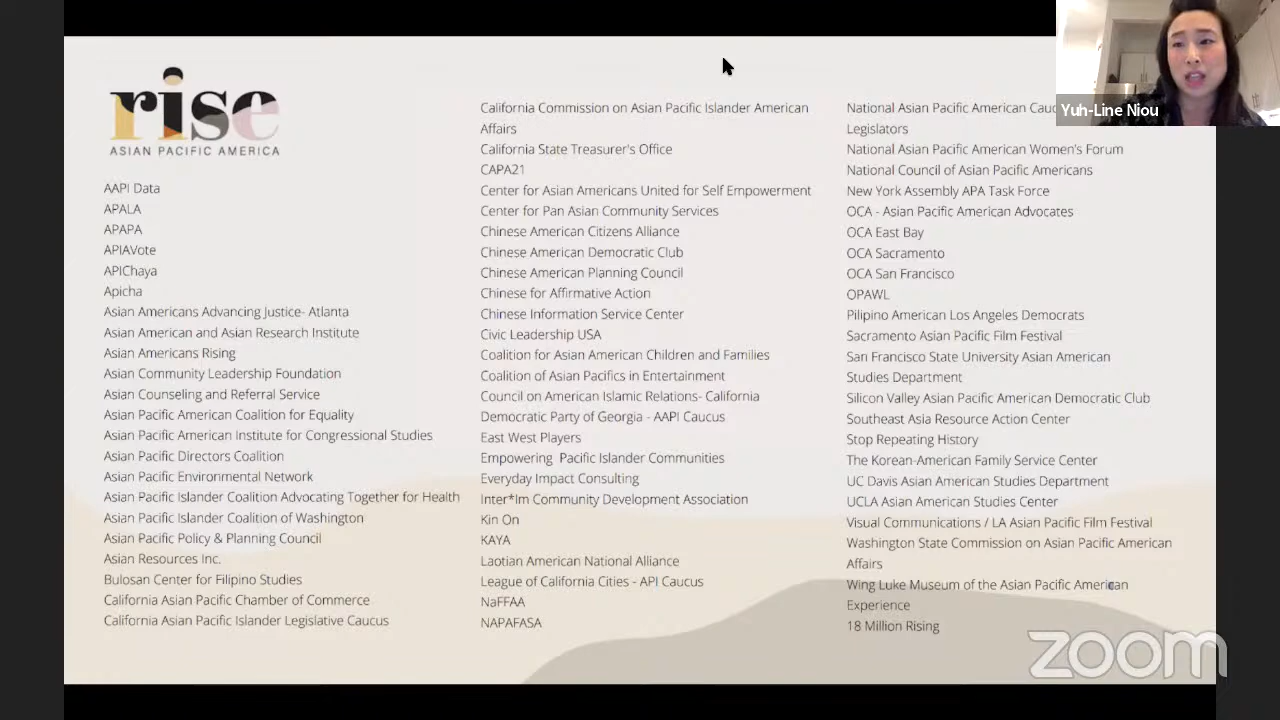 rise
ASIAN PACIFIC AMERICA
AAPI Data
APALA
APAPA
APIAVote
APIChaya
Apicha
Asian Americans Advancing Justice- Atlanta
Asian American and Asian Research Institute
Asian Americans Rising
Asian Community Leadership Foundation
Asian Counseling and Referral Service
Asian Pacific American Coalition for Equality
Asian Pacific American Institute for Congressional Studies
Asian Pacific Directors Coalition
Asian Pacific Environmental Network
Asian Pacific Islander Coalition Advocating Together for Health
Asian Pacific Islander Coalition of Washington
Asian Pacific Policy & Planning Council
Asian Resources Inc.
Bulosan Center for Filipino Studies
California Asian Pacific Chamber of Commerce
California Asian Pacific Islander Legislative Caucus
California Commission on Asian Pacific Islander American
Affairs
California State Treasurer's Office
CAPA21
Center for Asian Americans United for Self Empowerment
Center for Pan Asian Community Services
Chinese American Citizens Alliance
Chinese American Democratic Club
Chinese American Planning Council
Chinese for Affirmative Action
Chinese Information Service Center
Civic Leadership USA
Coalition for Asian American Children and Families
Coalition of Asian Pacifics in Entertainment
Council on American Islamic Relations- California
Democratic Party of Georgia - AAPI Caucus
East West Players
Empowering  Pacific Islander Communities
Everyday Impact Consulting
Inter*Im Community Development Association
Kin On
KAYA
Laotian American National Alliance
League of California Cities - API Caucus
NaFFAA
NAPAFASA
National Asian Pacific American
Legislators
National Asian Pacific American Women's Forum
National Council of Asian Pacific Americans
New York Assembly APA Task Force
OCA - Asian Pacific American Advocates
OCA East Bay
OCA Sacramento
OCA San Francisco
OPAWL
Pilipino American Los Angeles Democrats
Sacramento Asian Pacific Film Festival
San Francisco State University Asian American
Studies Department
Silicon Valley Asian Pacific American Democratic Club
Southeast Asia Resource Action Center
Stop Repeating History
The Korean-American Family Service Center
UC Davis Asian American Studies Department
UCLA Asian American Studies Center
Visual Communications / LA Asian Pacific Film Festival
Washington State Commission on Asian Pacific American
Affairs
Wing Luke Museum of the Asian Pacific American
Experience
18 Million Rising
Yuh-Line Niou
zoom